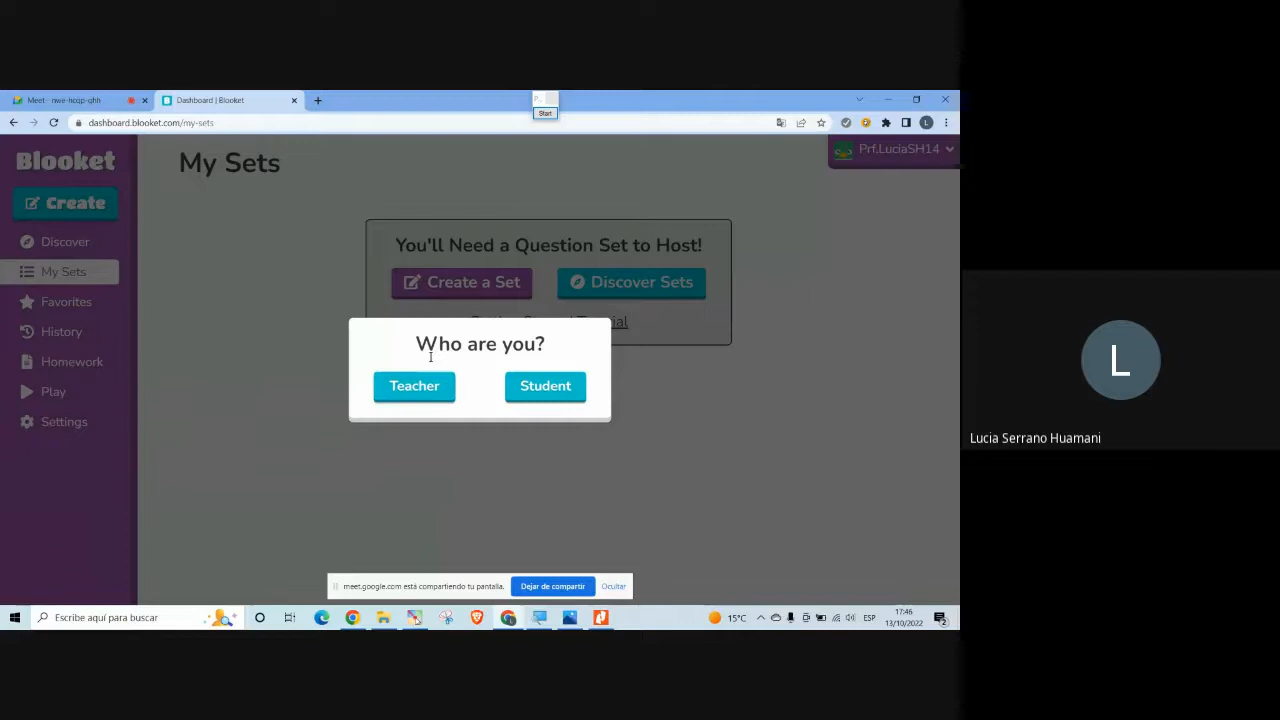 Meet - nwe-hcqp-qhh
Dashboard | Blooket
Start
dashboard.blooket.com/my-sets
Blooket
My Sets
Prf.LuciaSH14
Create
Discover
My Sets
Favorites
History
Homework
Play
Settings
You'll Need a Question Set to Host!
Create a Set
Discover Sets
Who are you?
Teacher
Student
L
Lucia Serrano Huamani
meet.google.com está compartiendo tu pantalla.
Dejar de compartir
Ocultar
Escribe aquí para buscar
15°C
ESP
17:46
13/10/2022